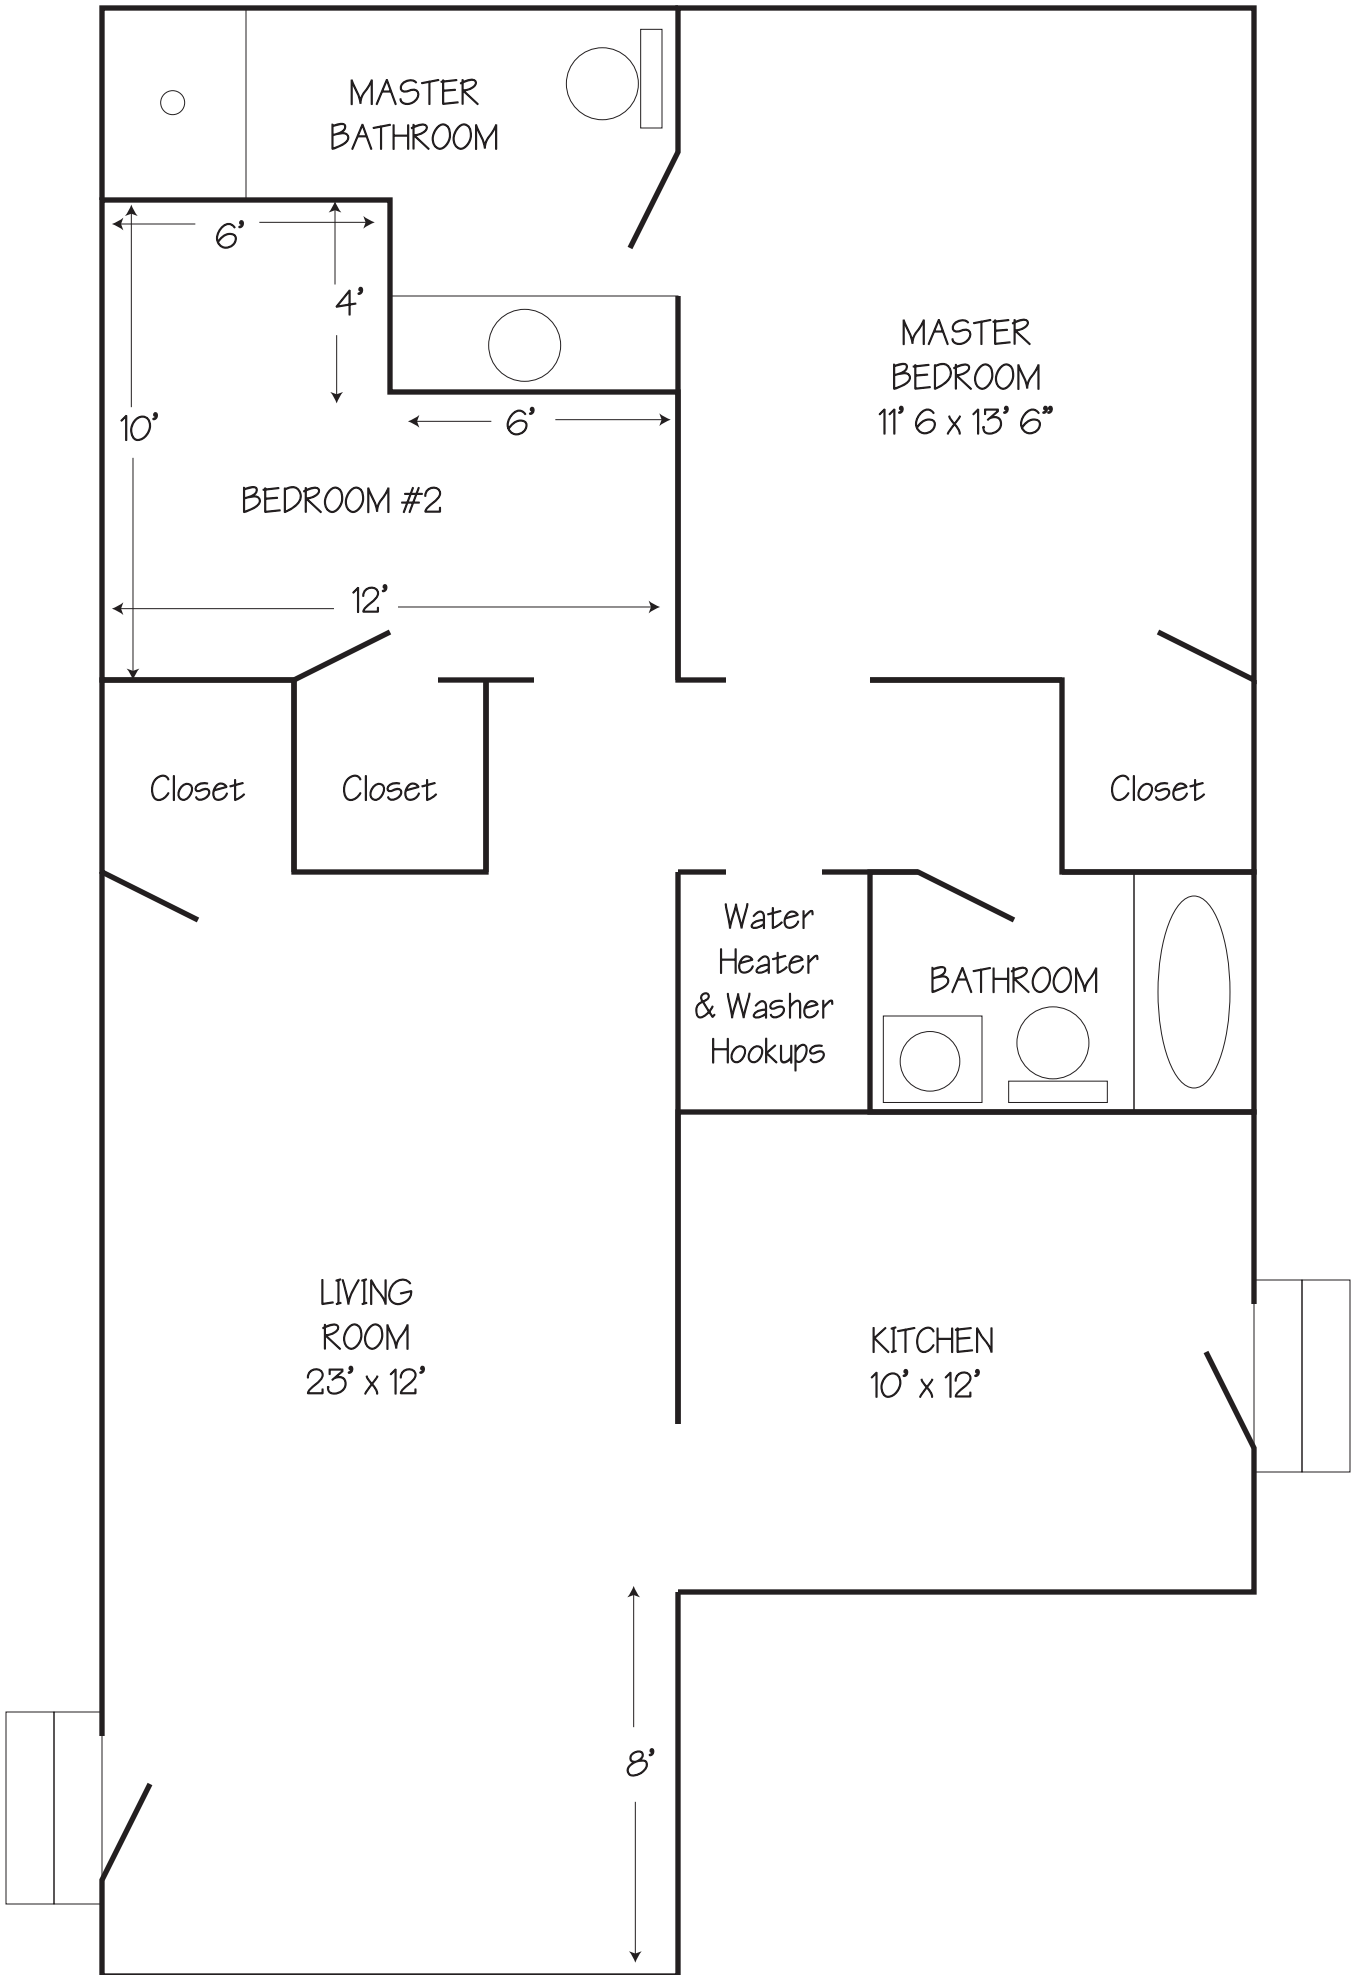 MASTER
BATHROOM
6’
4’
10’
6’
BEDROOM #2
12’
MASTER
BEDROOM
11’ 6 x 13’ 6”
Closet
Closet
Closet
Water
Heater
& Washer
Hookups
BATHROOM
LIVING
ROOM
23’ x 12’
KITCHEN
10’ x 12’
8’